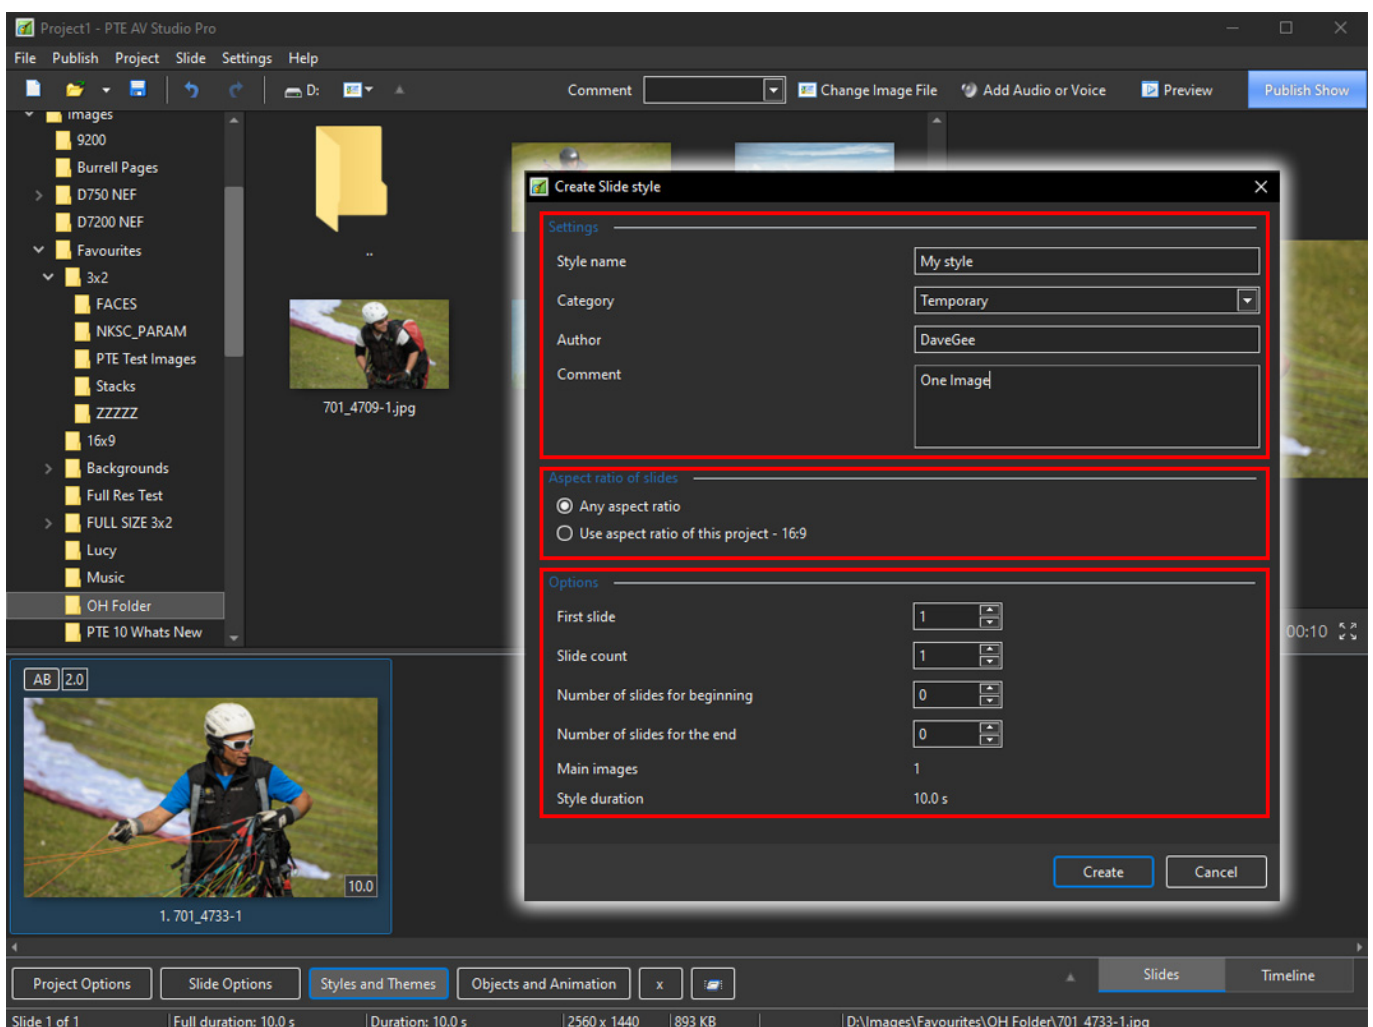 Project1 - PTE AV Studio Pro
File Publish Project Slide Settings Help
D: Comment Change Image File Add Audio or Voice Preview Publish Show
Images
9200
Burrell Pages
D750 NEF
D7200 NEF
Favourites
3x2
FACES
NKSC_PARAM
PTE Test Images
Stacks
ZZZZZ
16x9
Backgrounds
Full Res Test
FULL SIZE 3x2
Lucy
Music
OH Folder
PTE 10 Whats New
..
701_4709-1.jpg
Create Slide style
Settings
Style name My style
Category Temporary
Author DaveGee
Comment One Image
Aspect ratio of slides
Any aspect ratio
Use aspect ratio of this project - 16:9
Options
First slide 1
Slide count 1
Number of slides for beginning 0
Number of slides for the end 0
Main images 1
Style duration 10.0 s
Create Cancel
00:10
AB 2.0
10.0
1. 701_4733-1
Project Options Slide Options Styles and Themes Objects and Animation x Slides Timeline
Slide 1 of 1 Full duration: 10.0 s Duration: 10.0 s 2560 x 1440 893 KB D:\Images\Favourites\OH Folder\701_4733-1.jpg